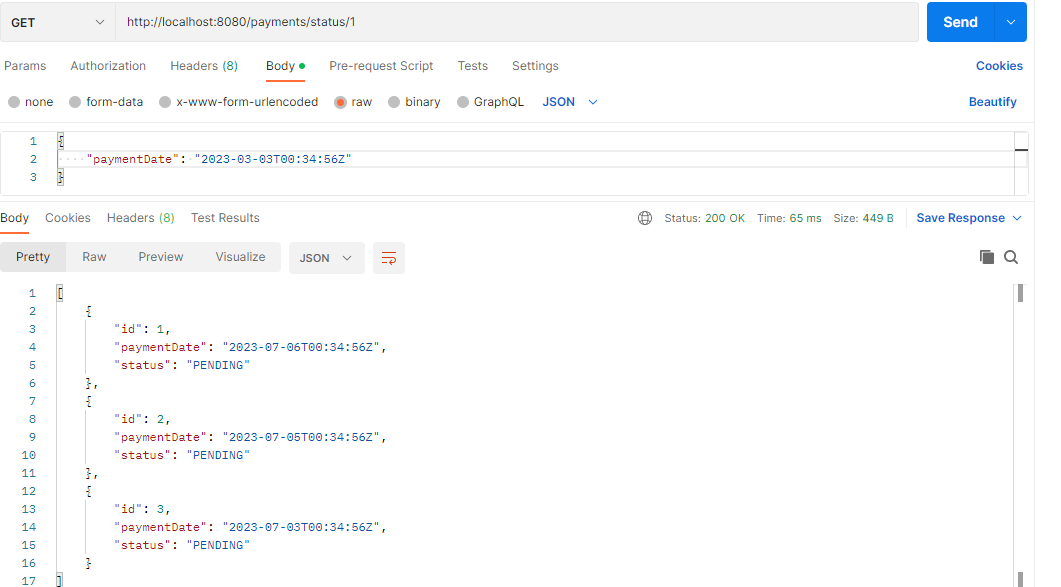 GET http://localhost:8080/payments/status/1 Send
Params Authorization Headers (8) Body Pre-request Script Tests Settings Cookies
none form-data x-www-form-urlencoded raw binary GraphQL JSON Beautify
1 {
2 "paymentDate": "2023-03-03T00:34:56Z"
3 }
Body Cookies Headers (8) Test Results Status: 200 OK Time: 65 ms Size: 449 B Save Response
Pretty Raw Preview Visualize JSON
1 [
2 {
3 "id": 1,
4 "paymentDate": "2023-07-06T00:34:56Z",
5 "status": "PENDING"
6 },
7 {
8 "id": 2,
9 "paymentDate": "2023-07-05T00:34:56Z",
10 "status": "PENDING"
11 },
12 {
13 "id": 3,
14 "paymentDate": "2023-07-03T00:34:56Z",
15 "status": "PENDING"
16 }
17 ]